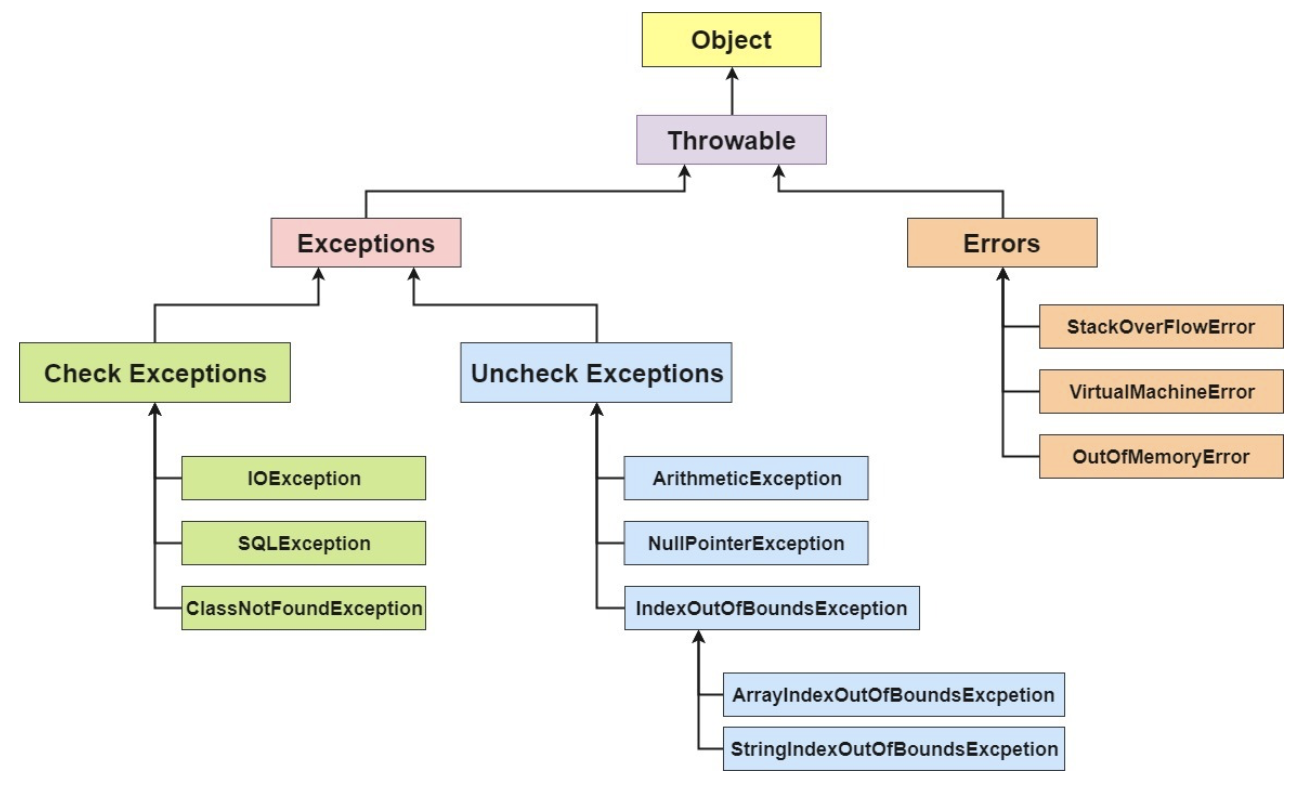 Object
Throwable
Exceptions
Errors
StackOverFlowError
VirtualMachineError
OutOfMemoryError
Check Exceptions
Uncheck Exceptions
IOException
SQLException
ClassNotFoundException
ArithmeticException
NullPointerException
IndexOutOfBoundsException
ArrayIndexOutOfBoundsExcpetion
StringIndexOutOfBoundsExcpetion